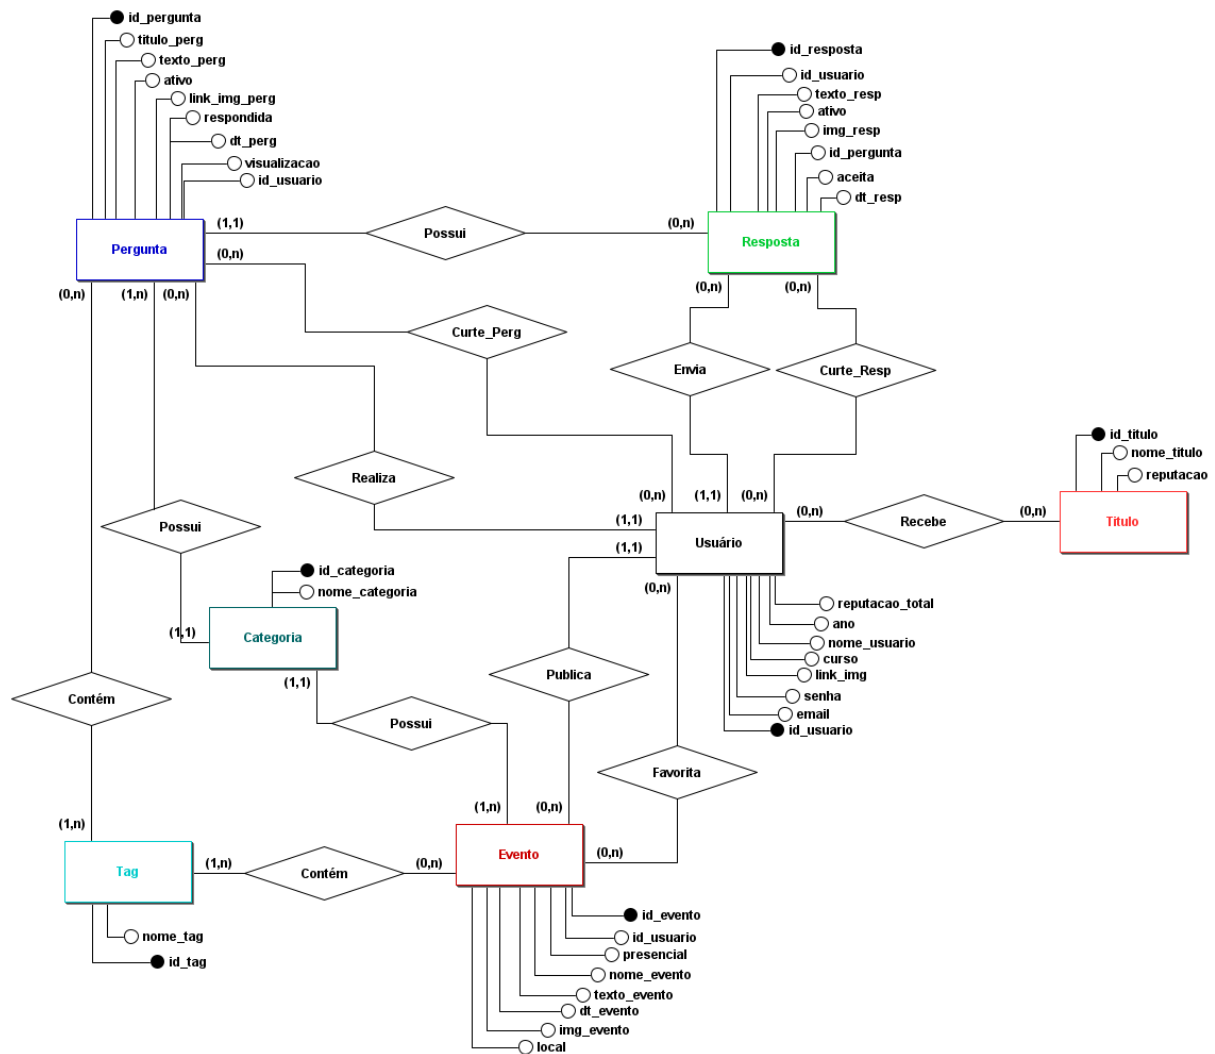 id_pergunta
titulo_perg
texto_perg
ativo
link_img_perg
respondida
dt_perg
visualizacao
id_usuario
id_resposta
id_usuario
texto_resp
ativo
img_resp
id_pergunta
aceita
dt_resp
Pergunta
(1,1)
Possui
(0,n)
Resposta
(0,n)
(0,n)
(1,n)
(0,n)
(0,n)
(0,n)
Curte_Perg
Envia
Curte_Resp
Realiza
(0,n)
(1,1)
(0,n)
id_titulo
nome_titulo
reputacao
(1,1)
Usuário
(0,n)
Recebe
(0,n)
Titulo
(1,1)
(0,n)
Possui
id_categoria
nome_categoria
(1,1)
Categoria
(1,1)
reputacao_total
ano
nome_usuario
curso
link_img
senha
email
id_usuario
Publica
Contém
Possui
Favorita
(1,n)
(1,n)
(0,n)
Tag
(1,n)
Contém
(0,n)
Evento
(0,n)
nome_tag
id_tag
id_evento
id_usuario
presencial
nome_evento
texto_evento
dt_evento
img_evento
local